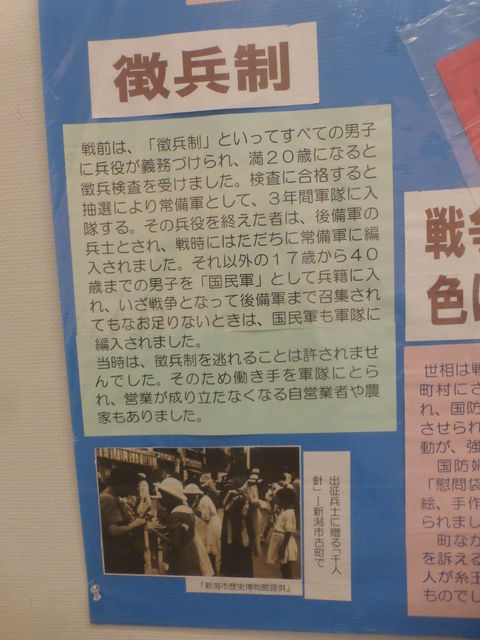 徴兵制
戦前は、「徴兵制」といってすべての男子
に兵役が義務づけられ、満２０歳になると
徴兵検査を受けました。検査に合格すると
抽選により常備軍として、３年間軍隊に入
隊する。その兵役を終えた者は、後備軍の
兵士とされ、戦時にはただちに常備軍に編
入されました。それ以外の１７歳から４０
歳までの男子を「国民軍」として兵籍に入
れ、いざ戦争となって後備軍まで召集され
てもなお足りないときは、国民軍も軍隊に
編入されました。
当時は、徴兵制を逃れることは許されませ
んでした。そのため働き手を軍隊にとら
れ、営業が成り立たなくなる自営業者や農
家もありました。
出征兵士に贈る「千人
針」―新潟市古町で
「新潟市歴史博物館提供」
戦争
色に
世相は戦
町村にさ
れ、国防
させられ
動が、強
国防婦
「慰問袋
絵、手作
られまし
町なか
を訴える
人が糸玉
ものでし